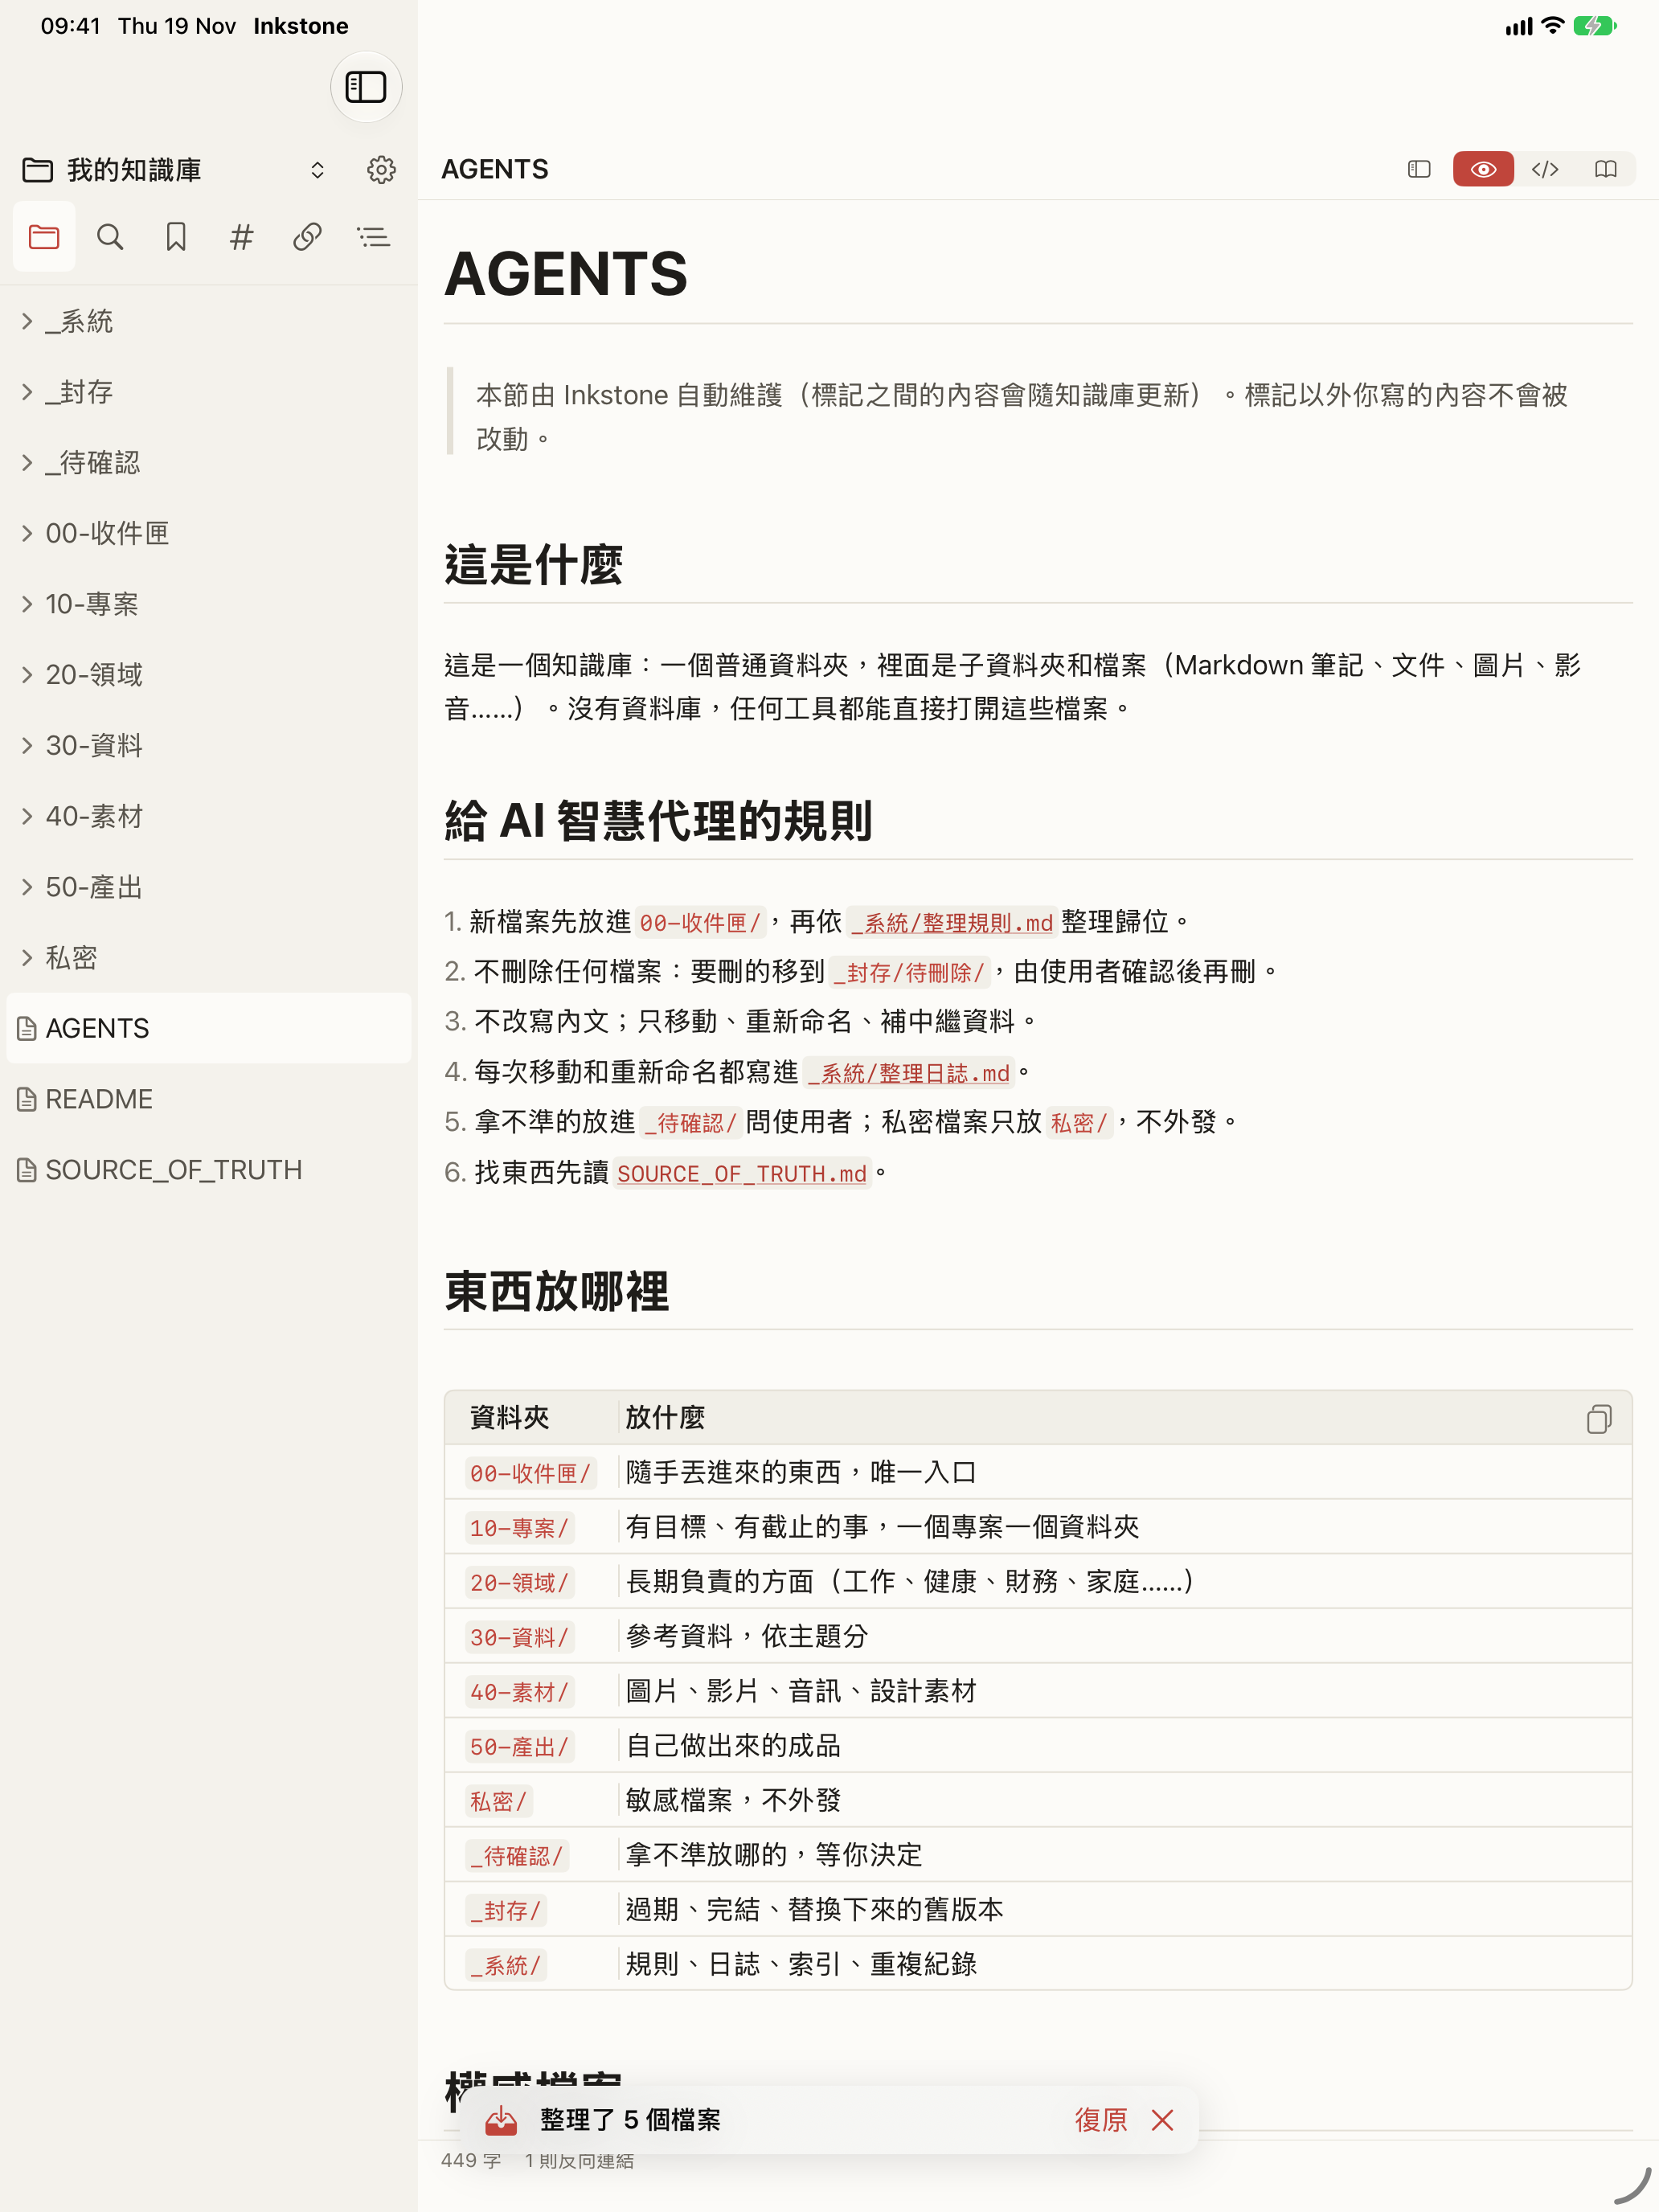 09:41 Thu 19 Nov Inkstone
我的知識庫
_系統
_封存
_待確認
00-收件匣
10-專案
20-領域
30-資料
40-素材
50-產出
私密
AGENTS
README
SOURCE_OF_TRUTH
AGENTS
AGENTS
本節由 Inkstone 自動維護（標記之間的內容會隨知識庫更新）。標記以外你寫的內容不會被
改動。
這是什麼
這是一個知識庫：一個普通資料夾，裡面是子資料夾和檔案（Markdown 筆記、文件、圖片、影
音……）。沒有資料庫，任何工具都能直接打開這些檔案。
給 AI 智慧代理的規則
1. 新檔案先放進 00-收件匣/，再依 _系統/整理規則.md 整理歸位。
2. 不刪除任何檔案：要刪的移到 _封存/待刪除/，由使用者確認後再刪。
3. 不改寫內文；只移動、重新命名、補中繼資料。
4. 每次移動和重新命名都寫進 _系統/整理日誌.md。
5. 拿不準的放進 _待確認/ 問使用者；私密檔案只放 私密/，不外發。
6. 找東西先讀 SOURCE_OF_TRUTH.md。
東西放哪裡
資料夾 放什麼
00-收件匣/ 隨手丟進來的東西，唯一入口
10-專案/ 有目標、有截止的事，一個專案一個資料夾
20-領域/ 長期負責的方面（工作、健康、財務、家庭……）
30-資料/ 參考資料，依主題分
40-素材/ 圖片、影片、音訊、設計素材
50-產出/ 自己做出來的成品
私密/ 敏感檔案，不外發
_待確認/ 拿不準放哪的，等你決定
_封存/ 過期、完結、替換下來的舊版本
_系統/ 規則、日誌、索引、重複紀錄
整理了 5 個檔案 復原
449 字 1 則反向連結